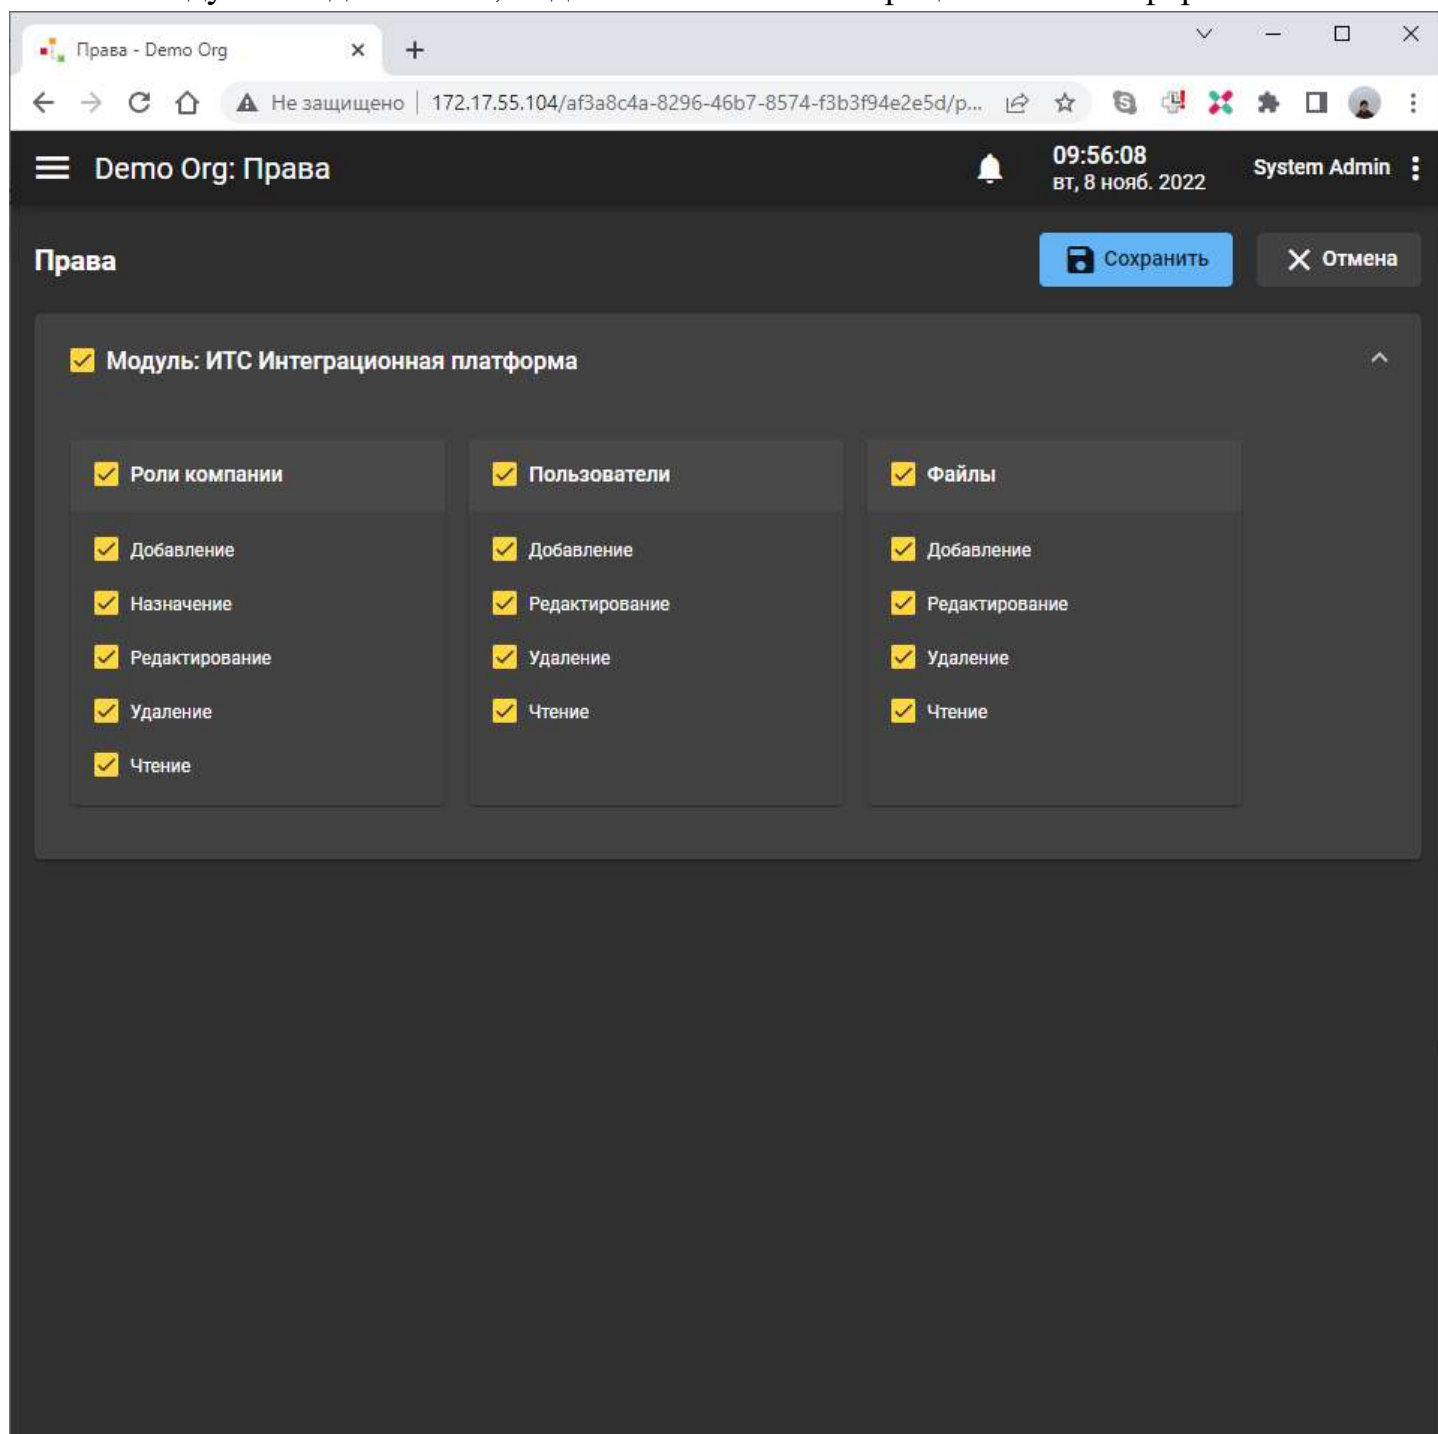 Права - Demo Org
Не защищено 172.17.55.104/af3a8c4a-8296-46b7-8574-f3b3f94e2e5d/p...
Demo Org: Права
09:56:08
вт, 8 нояб. 2022
System Admin
Права
Сохранить
Отмена
Модуль: ИТС Интеграционная платформа
Роли компании
Добавление
Назначение
Редактирование
Удаление
Чтение
Пользователи
Добавление
Редактирование
Удаление
Чтение
Файлы
Добавление
Редактирование
Удаление
Чтение